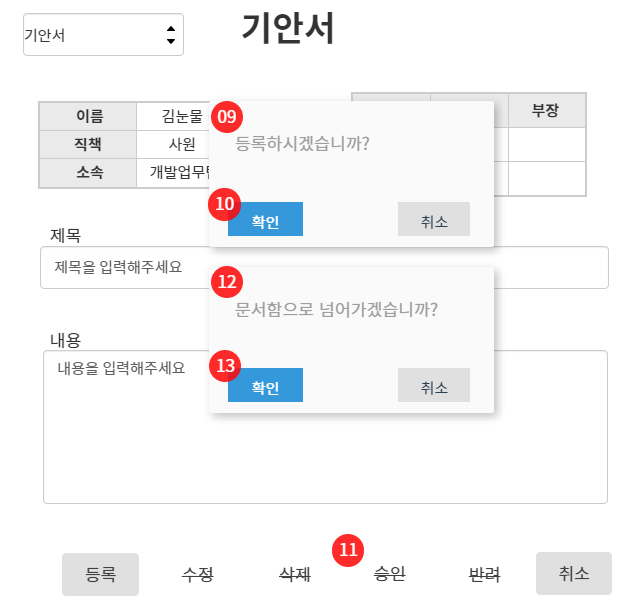 기안서
기안서
부장
이름 김눈물
직책 사원
소속 개발업무
09
등록하시겠습니까?
10
확인 취소
제목
제목을 입력해주세요
12
문서함으로 넘어가겠습니까?
13
확인 취소
내용
내용을 입력해주세요
11
등록 수정 삭제 승인 반려 취소